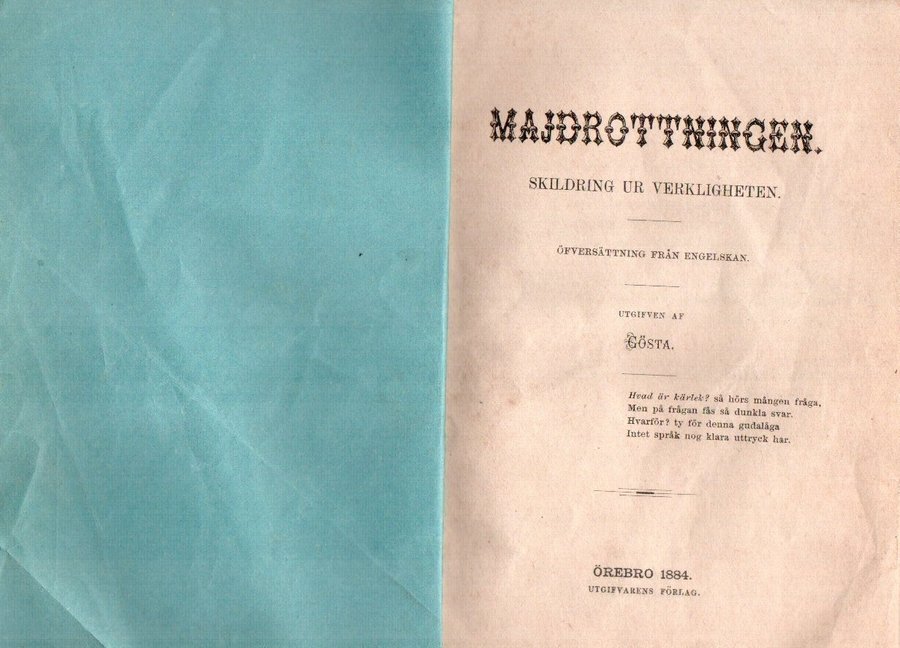 MAJDROTTNINGEN.
SKILDRING UR VERKLIGHETEN.
ÖFVERSÄTTNING FRÅN ENGELSKAN.
UTGIFVEN AF
GÖSTA.
Hvad är kärlek? så hörs mången fråga,
Men på frågan fås så dunkla svar.
Hvarför? ty för denna gudalåga
Intet språk nog klara uttryck har.
ÖREBRO 1884.
UTGIFVARENS FÖRLAG.